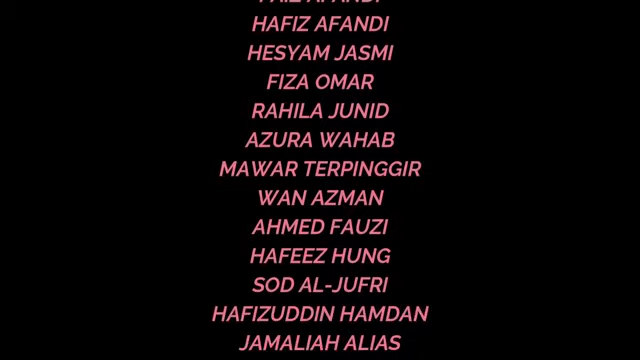 HAFIZ AFANDI
HESYAM JASMI
FIZA OMAR
RAHILA JUNID
AZURA WAHAB
MAWAR TERPINGGIR
WAN AZMAN
AHMED FAUZI
HAFEEZ HUNG
SOD AL-JUFRI
HAFIZUDDIN HAMDAN
JAMALIAH ALIAS